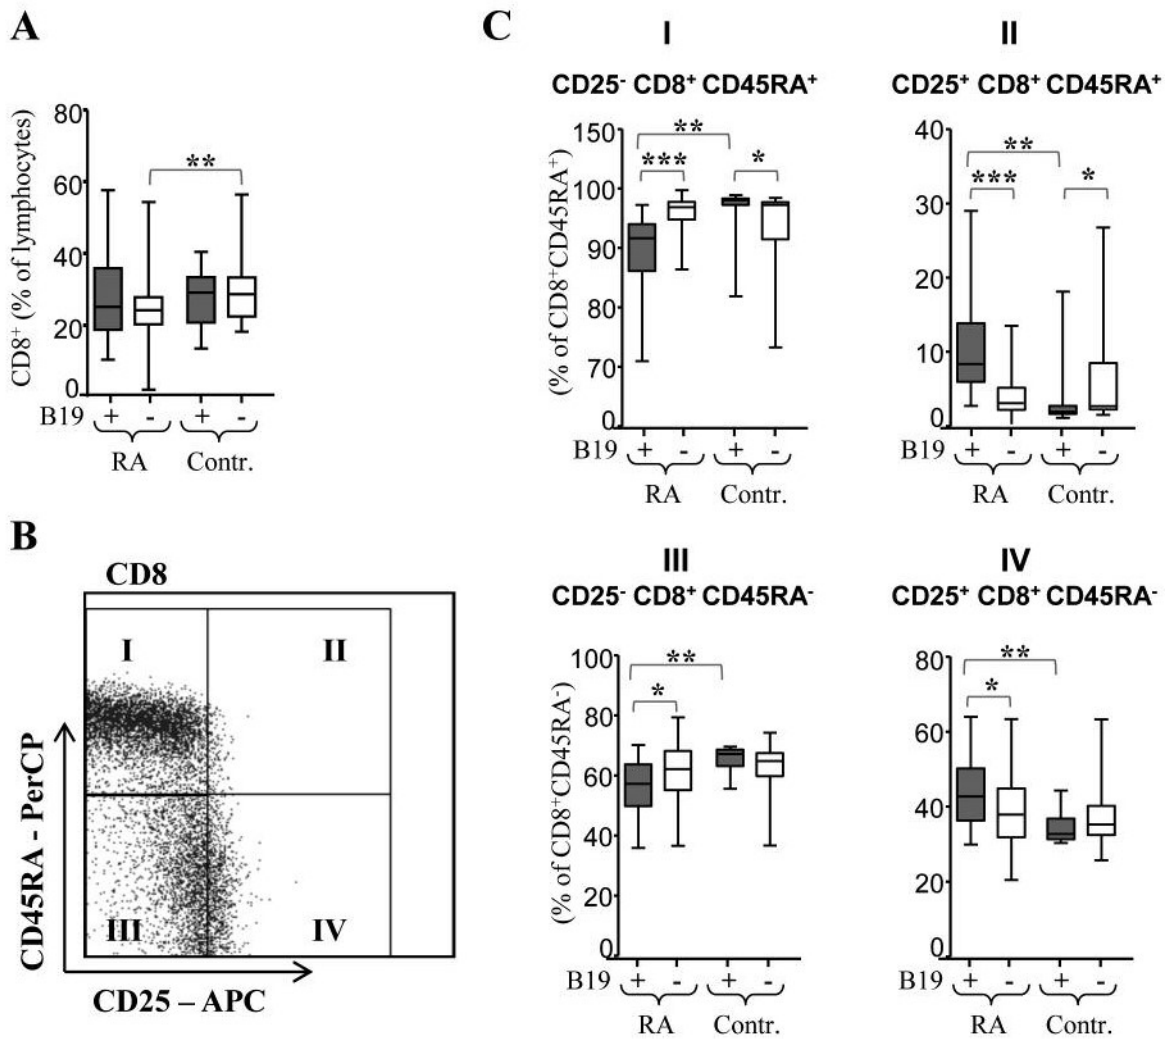 A
CD8+ (% of lymphocytes)
80
60
40
20
0
**
B19 + - + -
RA Contr.
B
CD8
I II
III IV
CD45RA - PerCP
CD25 – APC
C
I
CD25- CD8+ CD45RA+
(% of CD8+CD45RA+)
150
100
90
80
70
0
**
*** *
B19 + - + -
RA Contr.
II
CD25+ CD8+ CD45RA+
40
30
20
10
0
**
*** *
B19 + - + -
RA Contr.
III
CD25- CD8+ CD45RA-
(% of CD8+CD45RA-)
100
80
60
40
20
0
**
*
B19 + - + -
RA Contr.
IV
CD25+ CD8+ CD45RA-
80
60
40
20
0
**
*
B19 + - + -
RA Contr.